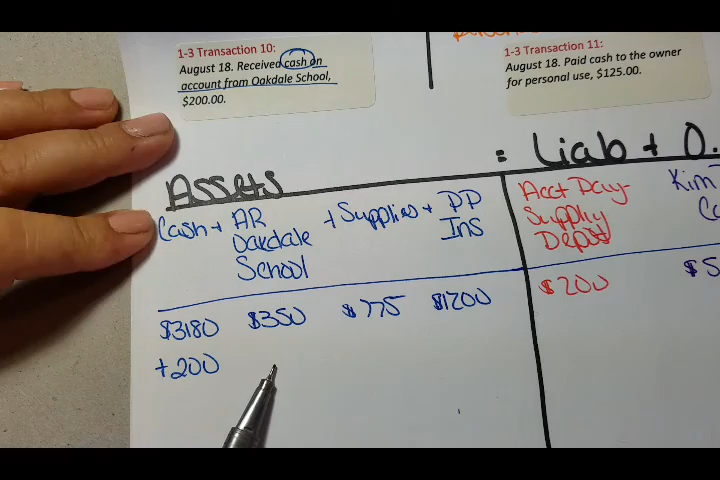 1-3 Transaction 10:
August 18. Received cash on
account from Oakdale School,
$200.00.
1-3 Transaction 11:
August 18. Paid cash to the owner
for personal use, $125.00.
Assets = Liab + O.
Cash + AR Oakdale School + Supplies + PP Ins
Acct Pay- Supply Depot
Kim
$3180 $350 $775 $1200 $200 $5
+200